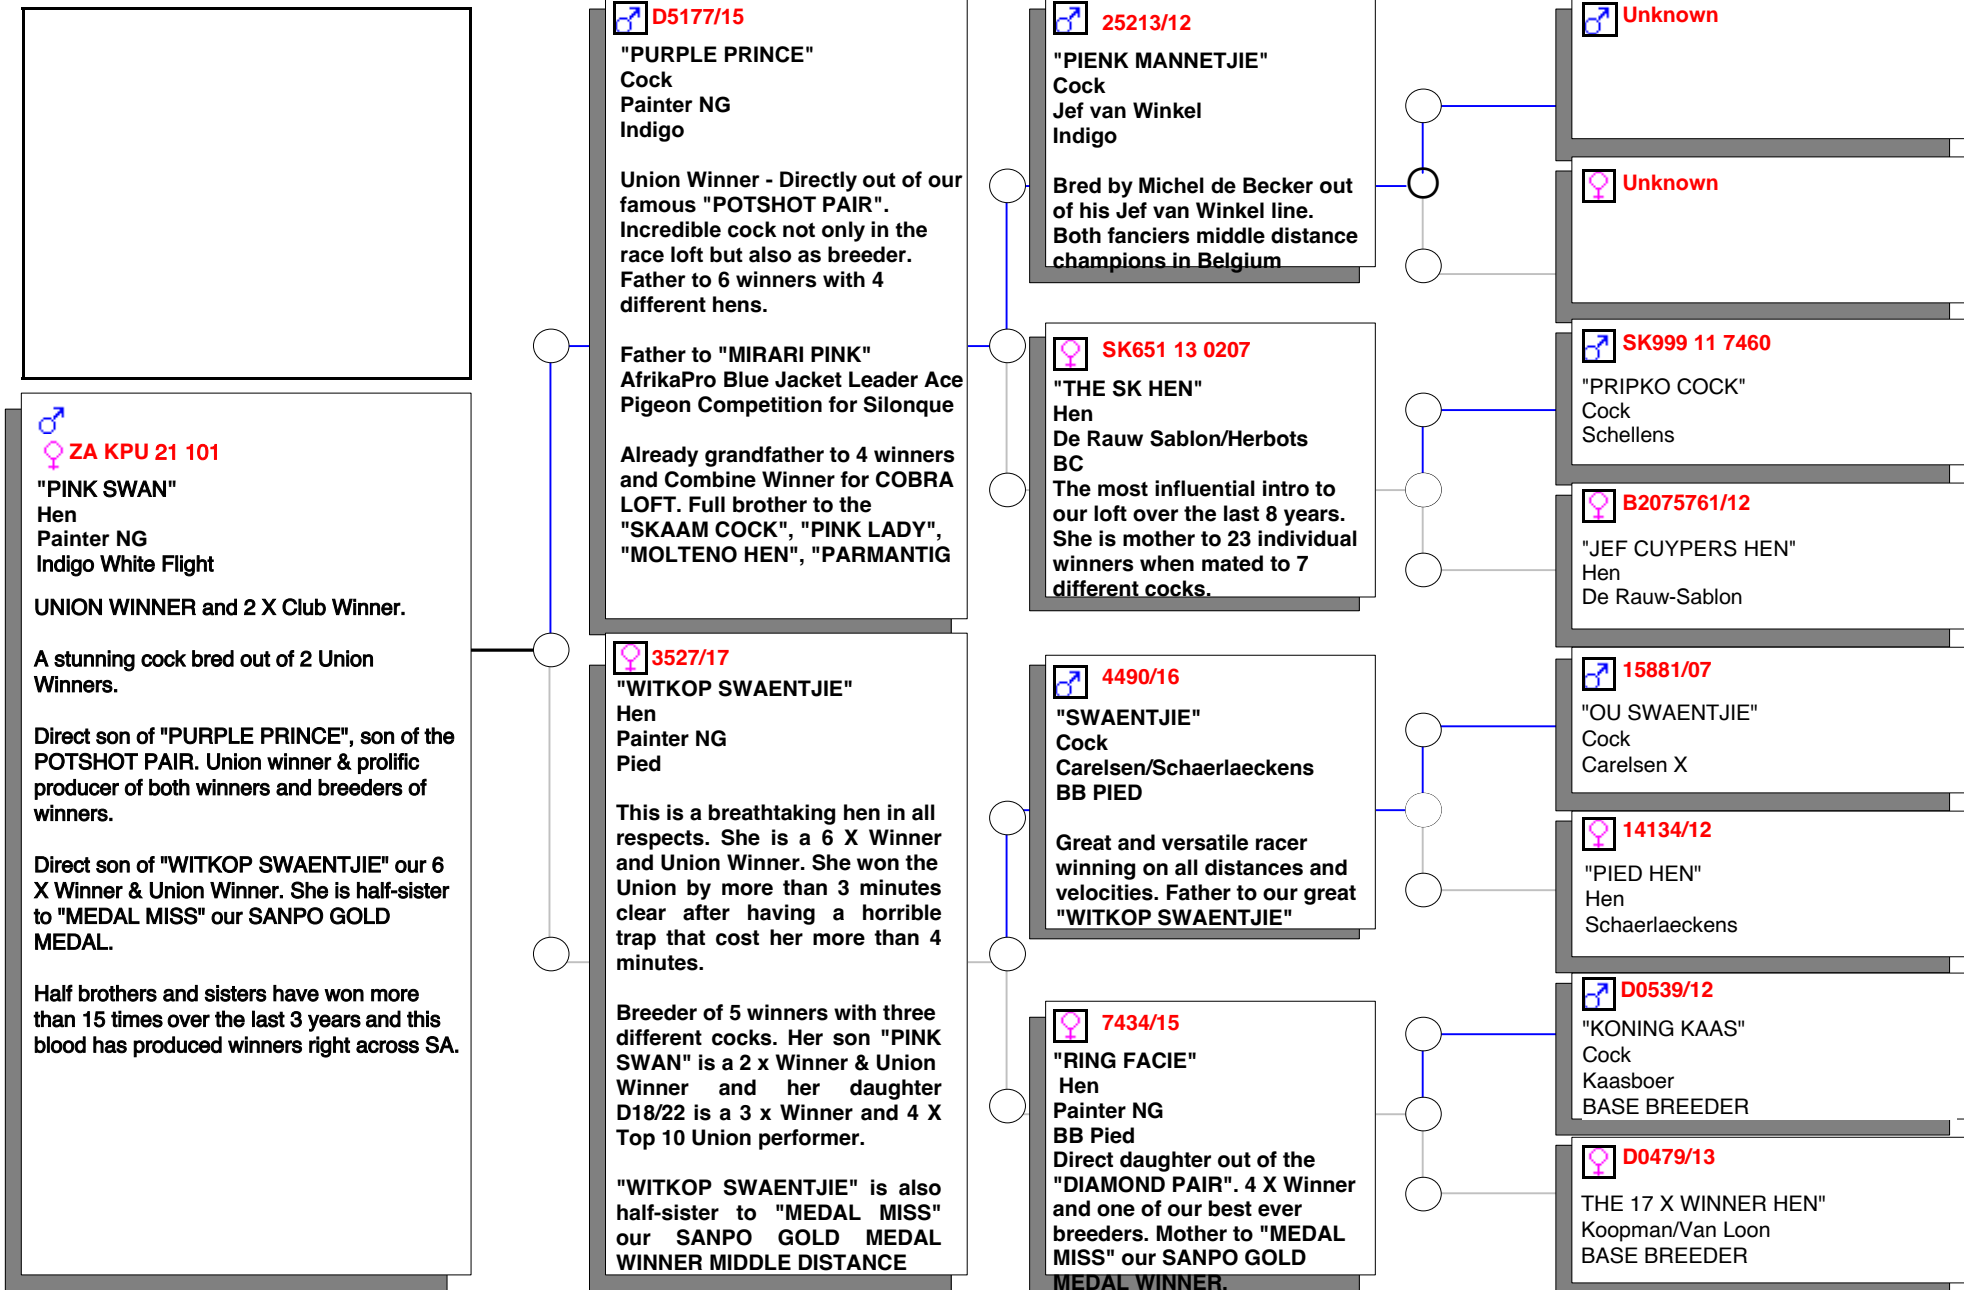 ZA KPU 21 101
"PINK SWAN"
Hen
Painter NG
Indigo White Flight
UNION WINNER and 2 X Club Winner.
A stunning cock bred out of 2 Union
Winners.
Direct son of "PURPLE PRINCE", son of the
POTSHOT PAIR. Union winner & prolific
producer of both winners and breeders of
winners.
Direct son of "WITKOP SWAENTJIE" our 6
X Winner & Union Winner. She is half-sister
to "MEDAL MISS" our SANPO GOLD
MEDAL.
Half brothers and sisters have won more
than 15 times over the last 3 years and this
blood has produced winners right across SA.
D5177/15
"PURPLE PRINCE"
Cock
Painter NG
Indigo
Union Winner - Directly out of our
famous "POTSHOT PAIR".
Incredible cock not only in the
race loft but also as breeder.
Father to 6 winners with 4
different hens.
Father to "MIRARI PINK"
AfrikaPro Blue Jacket Leader Ace
Pigeon Competition for Silonque
Already grandfather to 4 winners
and Combine Winner for COBRA
LOFT. Full brother to the
"SKAAM COCK", "PINK LADY",
"MOLTENO HEN", "PARMANTIG
3527/17
"WITKOP SWAENTJIE"
Hen
Painter NG
Pied
This is a breathtaking hen in all
respects. She is a 6 X Winner
and Union Winner. She won the
Union by more than 3 minutes
clear after having a horrible
trap that cost her more than 4
minutes.
Breeder of 5 winners with three
different cocks. Her son "PINK
SWAN" is a 2 x Winner & Union
Winner and her daughter
D18/22 is a 3 x Winner and 4 X
Top 10 Union performer.
"WITKOP SWAENTJIE" is also
half-sister to "MEDAL MISS"
our SANPO GOLD MEDAL
WINNER MIDDLE DISTANCE
25213/12
"PIENK MANNETJIE"
Cock
Jef van Winkel
Indigo
Bred by Michel de Becker out
of his Jef van Winkel line.
Both fanciers middle distance
champions in Belgium
SK651 13 0207
"THE SK HEN"
Hen
De Rauw Sablon/Herbots
BC
The most influential intro to
our loft over the last 8 years.
She is mother to 23 individual
winners when mated to 7
different cocks.
4490/16
"SWAENTJIE"
Cock
Carelsen/Schaerlaeckens
BB PIED
Great and versatile racer
winning on all distances and
velocities. Father to our great
"WITKOP SWAENTJIE"
7434/15
"RING FACIE"
Hen
Painter NG
BB Pied
Direct daughter out of the
"DIAMOND PAIR". 4 X Winner
and one of our best ever
breeders. Mother to "MEDAL
MISS" our SANPO GOLD
MEDAL WINNER.
Unknown
Unknown
SK999 11 7460
"PRIPKO COCK"
Cock
Schellens
B2075761/12
"JEF CUYPERS HEN"
Hen
De Rauw-Sablon
15881/07
"OU SWAENTJIE"
Cock
Carelsen X
14134/12
"PIED HEN"
Hen
Schaerlaeckens
D0539/12
"KONING KAAS"
Cock
Kaasboer
BASE BREEDER
D0479/13
THE 17 X WINNER HEN"
Koopman/Van Loon
BASE BREEDER